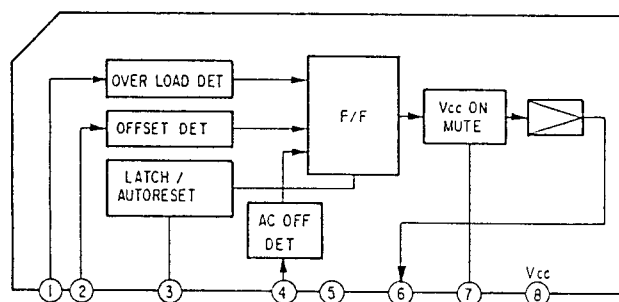 OVER LOAD DET
OFFSET DET
LATCH /
AUTORESET
AC OFF
DET
F/F
Vcc ON
MUTE
Vcc
1 2 3 4 5 6 7 8